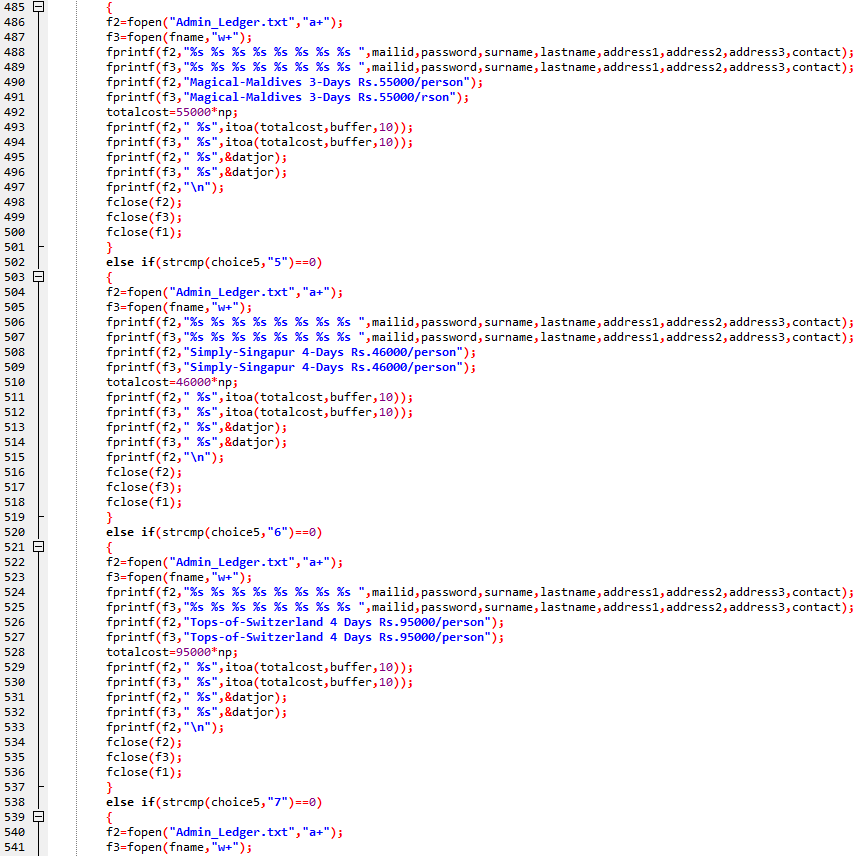 485 {
486 f2=fopen("Admin_Ledger.txt","a+");
487 f3=fopen(fname,"w+");
488 fprintf(f2,"%s %s %s %s %s %s %s %s ",mailid,password,surname,lastname,address1,address2,address3,contact);
489 fprintf(f3,"%s %s %s %s %s %s %s %s ",mailid,password,surname,lastname,address1,address2,address3,contact);
490 fprintf(f2,"Magical-Maldives 3-Days Rs.55000/person");
491 fprintf(f3,"Magical-Maldives 3-Days Rs.55000/rson");
492 totalcost=55000*np;
493 fprintf(f2," %s",itoa(totalcost,buffer,10));
494 fprintf(f3," %s",itoa(totalcost,buffer,10));
495 fprintf(f2," %s",&datjor);
496 fprintf(f3," %s",&datjor);
497 fprintf(f2,"\n");
498 fclose(f2);
499 fclose(f3);
500 fclose(f1);
501 }
502 else if(strcmp(choice5,"5")==0)
503 {
504 f2=fopen("Admin_Ledger.txt","a+");
505 f3=fopen(fname,"w+");
506 fprintf(f2,"%s %s %s %s %s %s %s %s ",mailid,password,surname,lastname,address1,address2,address3,contact);
507 fprintf(f3,"%s %s %s %s %s %s %s %s ",mailid,password,surname,lastname,address1,address2,address3,contact);
508 fprintf(f2,"Simply-Singapur 4-Days Rs.46000/person");
509 fprintf(f3,"Simply-Singapur 4-Days Rs.46000/person");
510 totalcost=46000*np;
511 fprintf(f2," %s",itoa(totalcost,buffer,10));
512 fprintf(f3," %s",itoa(totalcost,buffer,10));
513 fprintf(f2," %s",&datjor);
514 fprintf(f3," %s",&datjor);
515 fprintf(f2,"\n");
516 fclose(f2);
517 fclose(f3);
518 fclose(f1);
519 }
520 else if(strcmp(choice5,"6")==0)
521 {
522 f2=fopen("Admin_Ledger.txt","a+");
523 f3=fopen(fname,"w+");
524 fprintf(f2,"%s %s %s %s %s %s %s %s ",mailid,password,surname,lastname,address1,address2,address3,contact);
525 fprintf(f3,"%s %s %s %s %s %s %s %s ",mailid,password,surname,lastname,address1,address2,address3,contact);
526 fprintf(f2,"Tops-of-Switzerland 4 Days Rs.95000/person");
527 fprintf(f3,"Tops-of-Switzerland 4 Days Rs.95000/person");
528 totalcost=95000*np;
529 fprintf(f2," %s",itoa(totalcost,buffer,10));
530 fprintf(f3," %s",itoa(totalcost,buffer,10));
531 fprintf(f2," %s",&datjor);
532 fprintf(f3," %s",&datjor);
533 fprintf(f2,"\n");
534 fclose(f2);
535 fclose(f3);
536 fclose(f1);
537 }
538 else if(strcmp(choice5,"7")==0)
539 {
540 f2=fopen("Admin_Ledger.txt","a+");
541 f3=fopen(fname,"w+");